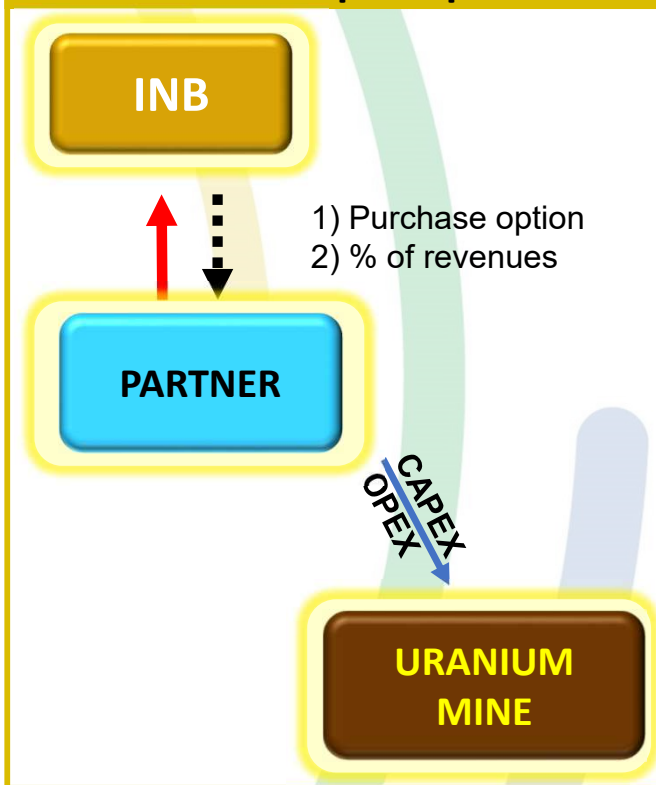 INB
1) Purchase option
2) % of revenues
PARTNER
CAPEX
OPEX
URANIUM
MINE